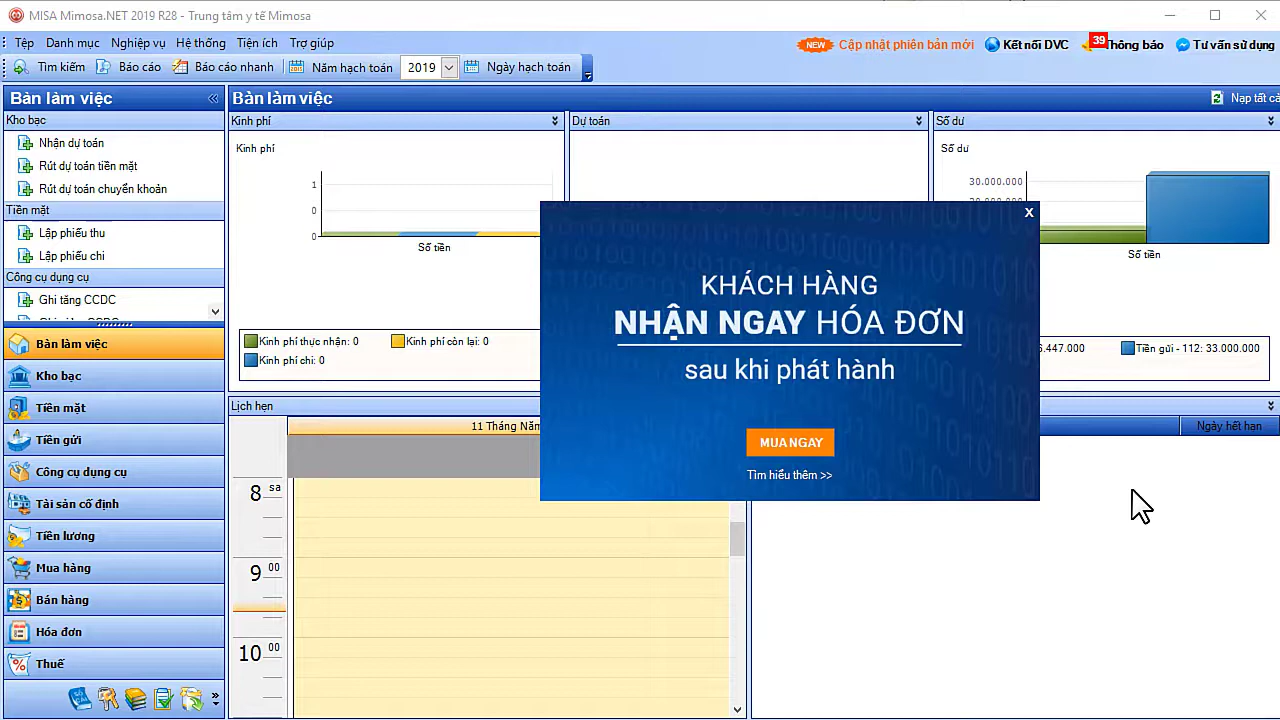 MISA Mimosa.NET 2019 R28 - Trung tâm y tế Mimosa
Tệp Danh mục Nghiệp vụ Hệ thống Tiện ích Trợ giúp
NEW Cập nhật phiên bản mới Kết nối DVC 39 Thông báo Tư vấn sử dụng
Tìm kiếm Báo cáo Báo cáo nhanh Năm hạch toán 2019 Ngày hạch toán
Bàn làm việc
Kho bạc
Nhận dự toán
Rút dự toán tiền mặt
Rút dự toán chuyển khoản
Tiền mặt
Lập phiếu thu
Lập phiếu chi
Công cụ dụng cụ
Ghi tăng CCDC
Bàn làm việc
Kho bạc
Tiền mặt
Tiền gửi
Công cụ dụng cụ
Tài sản cố định
Tiền lương
Mua hàng
Bán hàng
Hóa đơn
Thuế
Bàn làm việc
Nạp tất cả
Kinh phí
Kinh phí
1
0
0
Số tiền
Kinh phí thực nhận: 0 Kinh phí còn lại: 0
Kinh phí chi: 0
Dự toán
Số dư
Số dư
30.000.000
Số tiền
6.447.000 Tiền gửi - 112: 33.000.000
X
KHÁCH HÀNG
NHẬN NGAY HÓA ĐƠN
sau khi phát hành
MUA NGAY
Tìm hiểu thêm >>
Lịch hẹn
11 Tháng Năm
8 sa
9 00
10 00
Ngày hết hạn